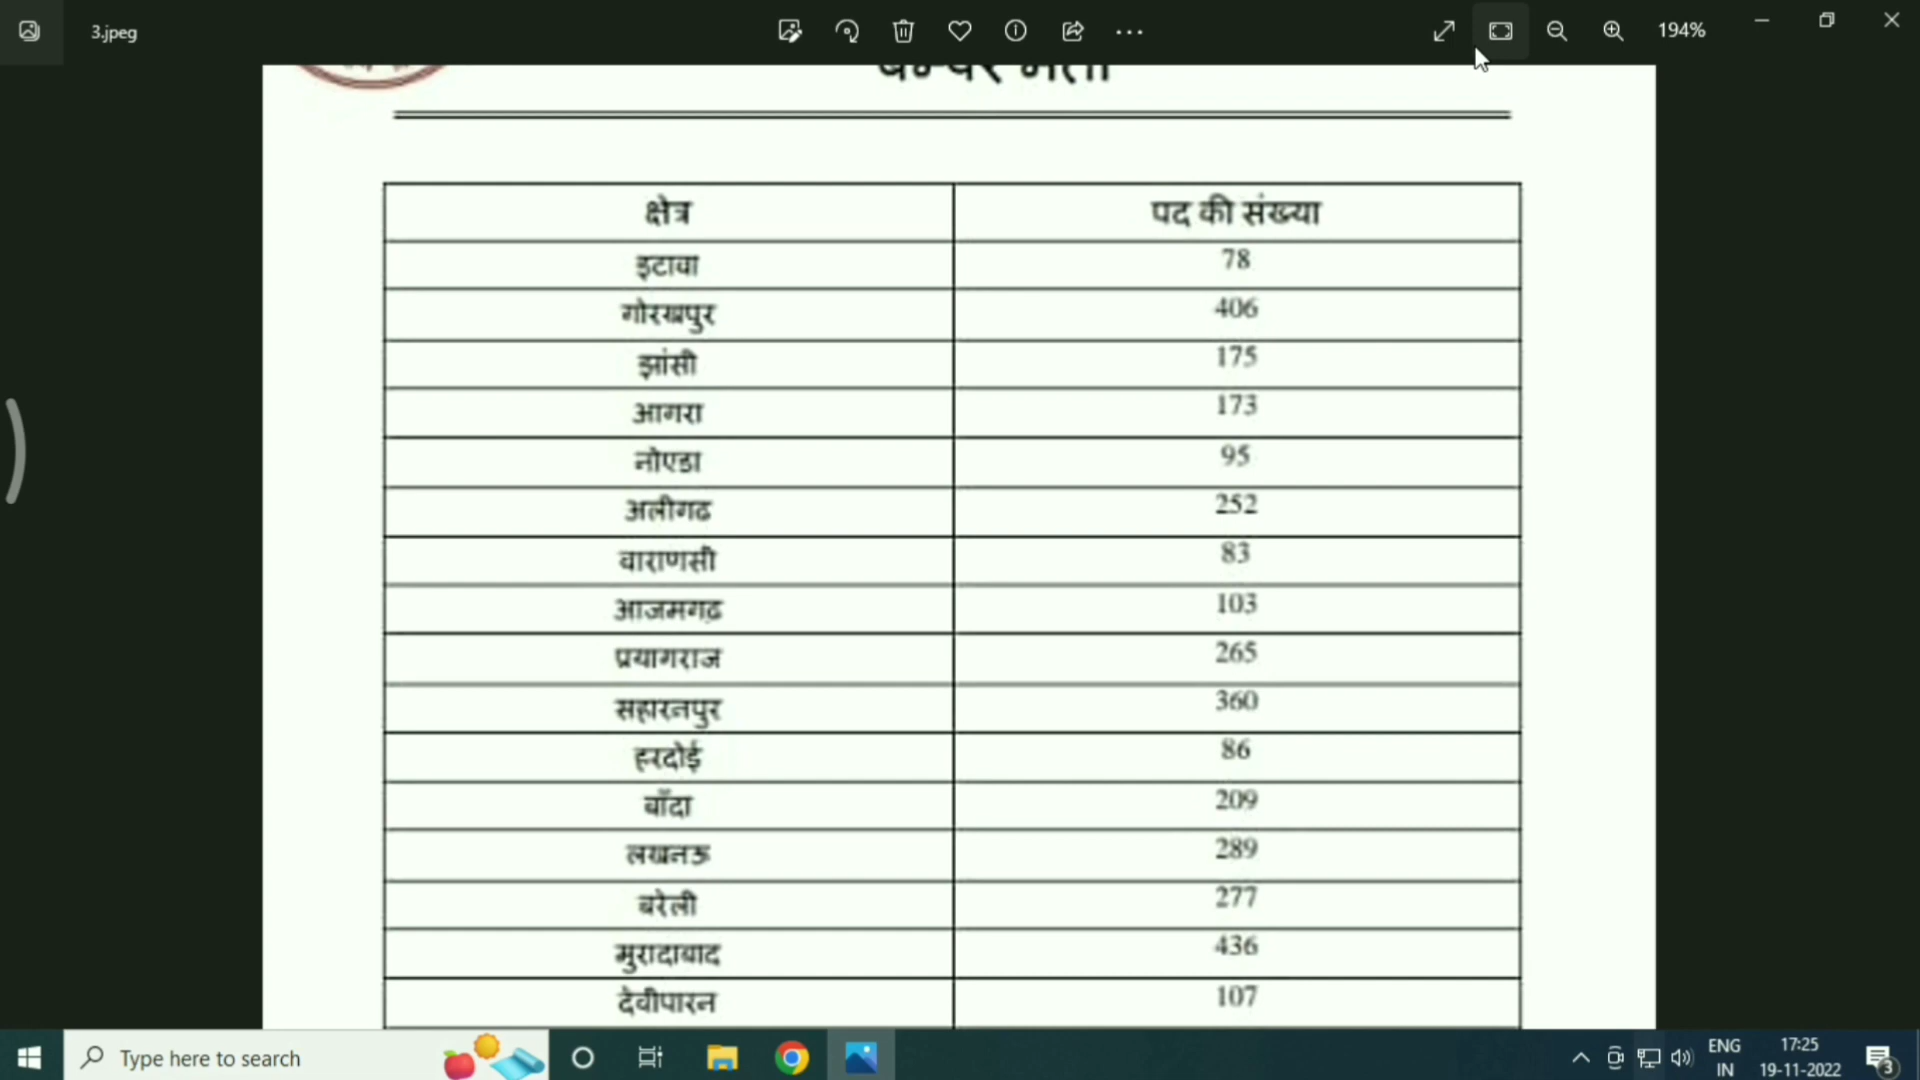 3.jpeg
194%
क्षेत्र पद की संख्या
इटावा 78
गोरखपुर 406
झांसी 175
आगरा 173
नोएडा 95
अलीगढ 252
वाराणसी 83
आजमगढ़ 103
प्रयागराज 265
सहारनपुर 360
हरदोई 86
बाँदा 209
लखनऊ 289
बरेली 277
मुरादाबाद 436
देवीपारन 107
Type here to search
ENG
IN
17:25
19-11-2022
3